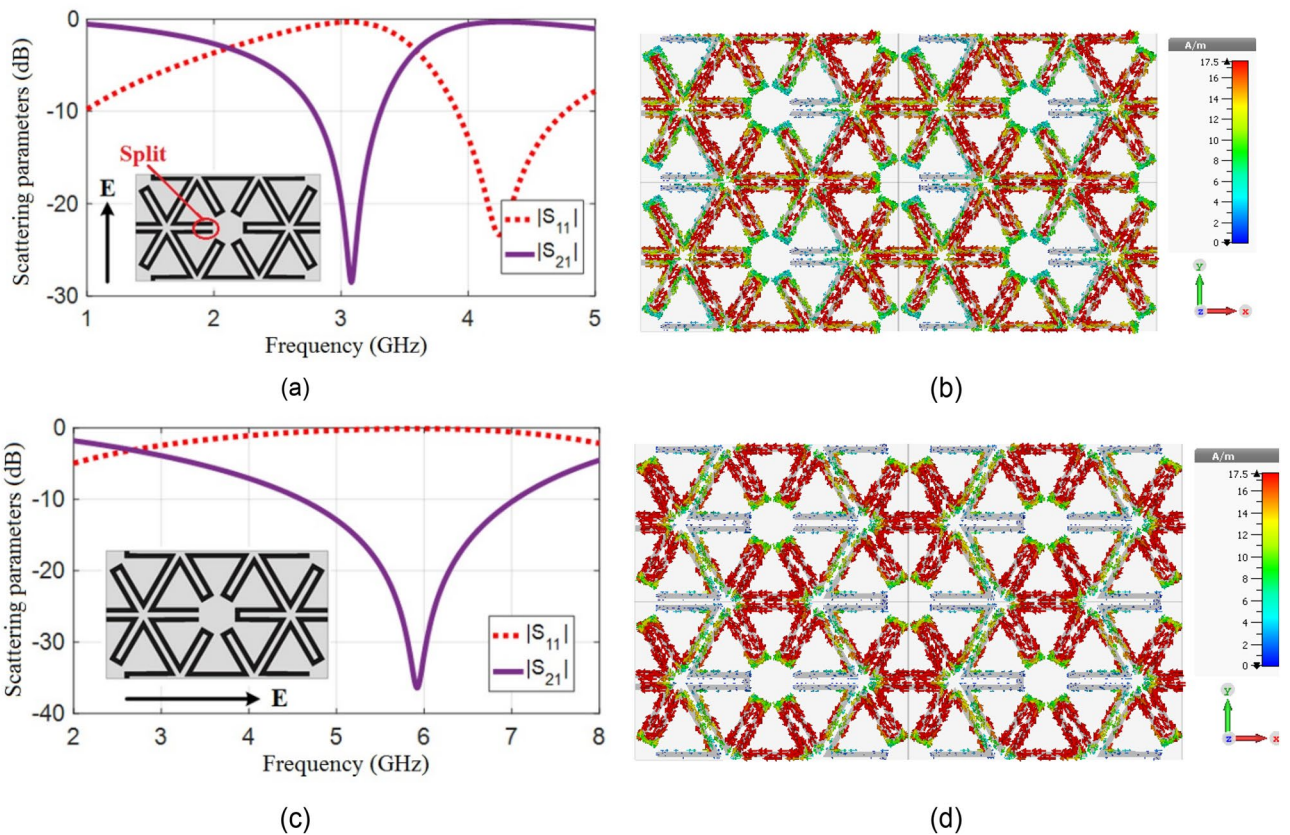 Scattering parameters (dB)
0
-10
-20
-30
1
2
3
4
5
Frequency (GHz)
Split
E
|S11|
|S21|
(a)
A/m
17.5
16
14
12
10
8
6
4
2
0
y
z
x
(b)
Scattering parameters (dB)
0
-10
-20
-30
-40
2
3
4
5
6
7
8
Frequency (GHz)
E
|S11|
|S21|
(c)
A/m
17.5
16
14
12
10
8
6
4
2
0
y
z
x
(d)